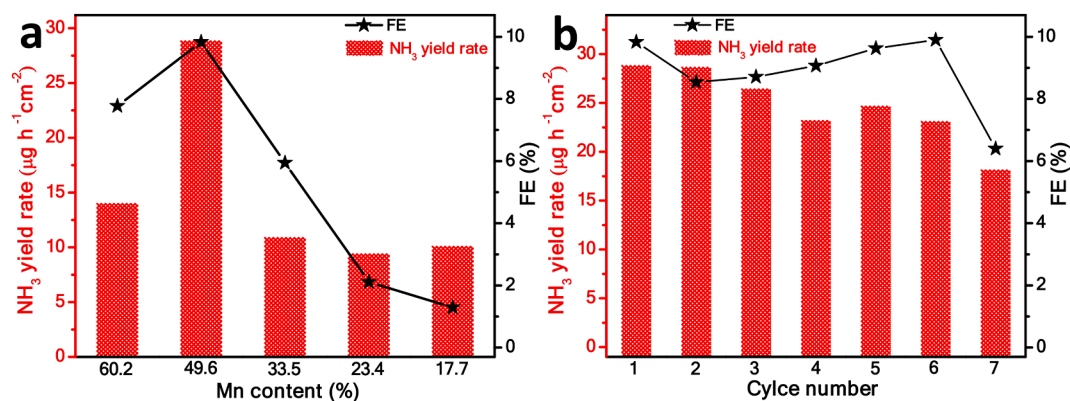 a
FE
NH3 yield rate
NH3 yield rate (μg h-1cm-2)
30
25
20
15
10
5
0
10
8
6
4
2
0
FE (%)
60.2 49.6 33.5 23.4 17.7
Mn content (%)
b
FE
NH3 yield rate
NH3 yield rate (μg h-1cm-2)
30
25
20
15
10
5
0
10
8
6
4
2
0
FE (%)
1 2 3 4 5 6 7
Cylce number